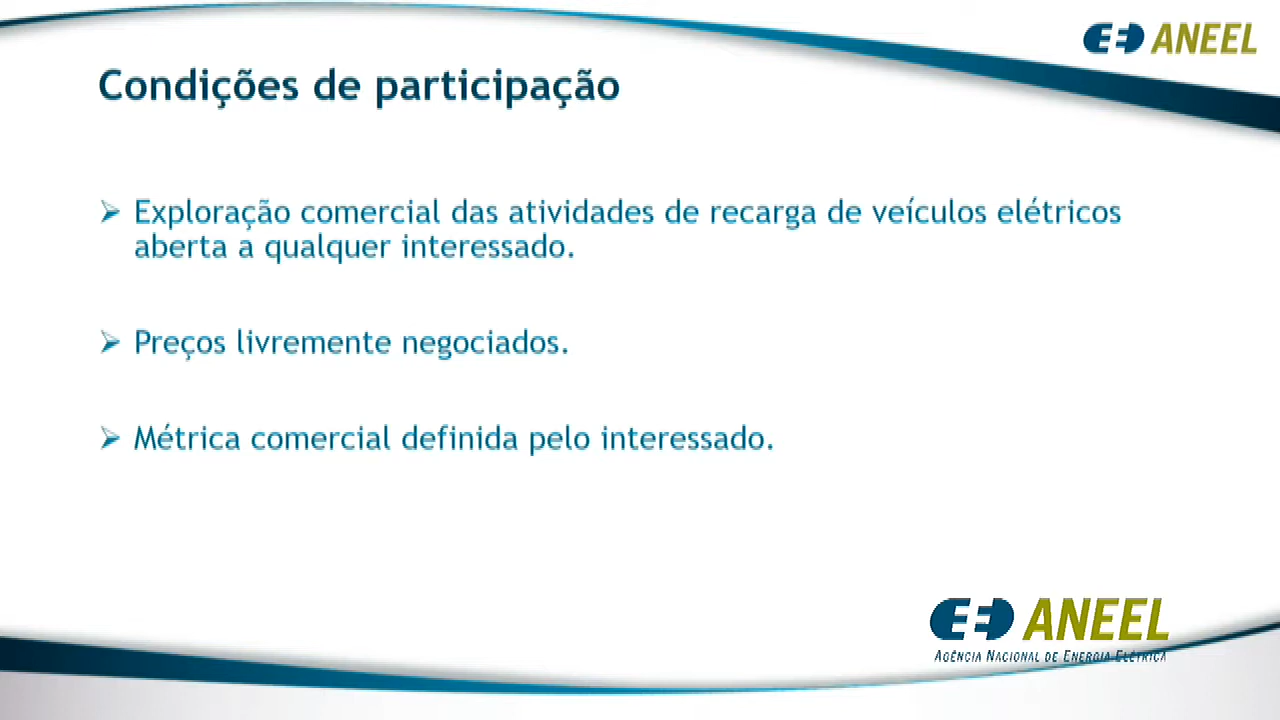 ANEEL
Condições de participação
Exploração comercial das atividades de recarga de veículos elétricos
aberta a qualquer interessado.
Preços livremente negociados.
Métrica comercial definida pelo interessado.
ANEEL
AGÊNCIA NACIONAL DE ENERGIA ELÉTRICA